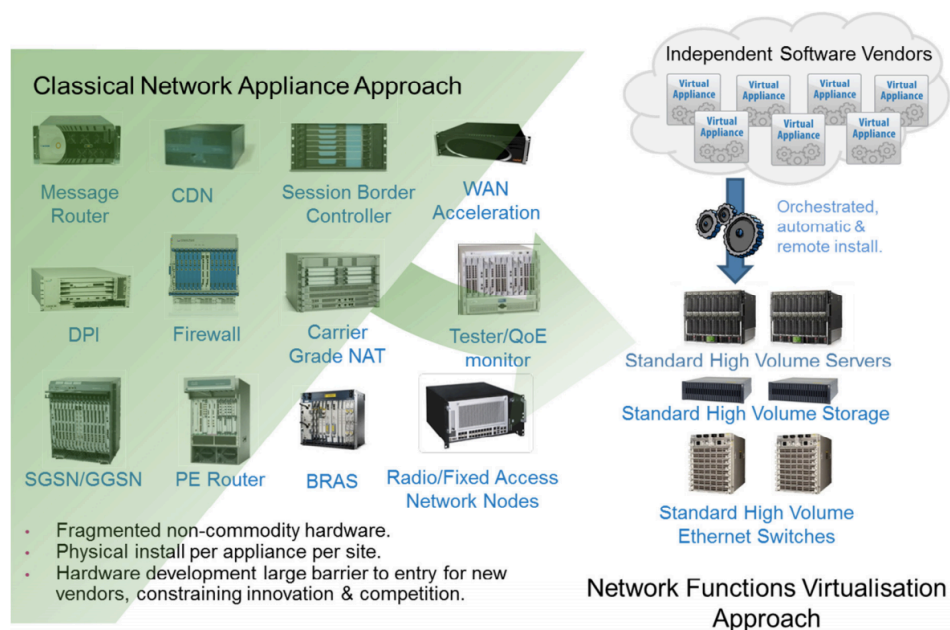 Classical Network Appliance Approach
Message
Router
CDN
Session Border
Controller
WAN
Acceleration
DPI
Firewall
Carrier
Grade NAT
Tester/QoE
monitor
SGSN/GGSN
PE Router
BRAS
Radio/Fixed Access
Network Nodes
• Fragmented non-commodity hardware.
• Physical install per appliance per site.
• Hardware development large barrier to entry for new
vendors, constraining innovation & competition.
Independent Software Vendors
Virtual
Appliance
Virtual
Appliance
Virtual
Appliance
Virtual
Appliance
Virtual
Appliance
Virtual
Appliance
Virtual
Appliance
Orchestrated,
automatic &
remote install.
Standard High Volume Servers
Standard High Volume Storage
Standard High Volume
Ethernet Switches
Network Functions Virtualisation
Approach